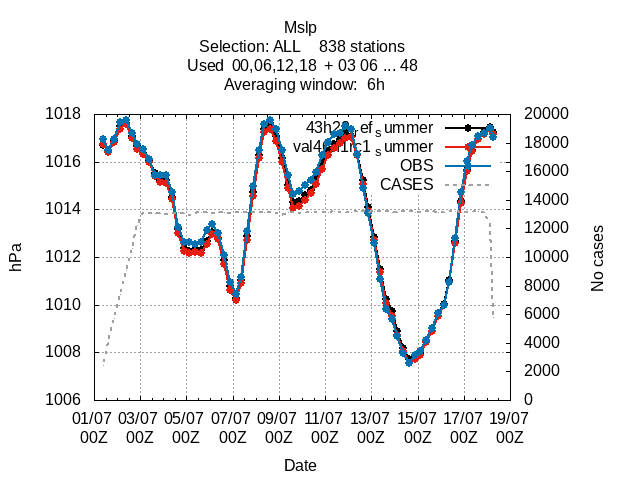 Mslp
Selection: ALL 838 stations
Used 00,06,12,18 + 03 06 ... 48
Averaging window: 6h
1018
1016
1014
1012
1010
1008
1006
hPa
20000
18000
16000
14000
12000
10000
8000
6000
4000
2000
0
No cases
summer
summer
OBS
CASES
01/07 03/07 05/07 07/07 09/07 11/07 13/07 15/07 17/07 19/07
00Z 00Z 00Z 00Z 00Z 00Z 00Z 00Z 00Z 00Z
Date